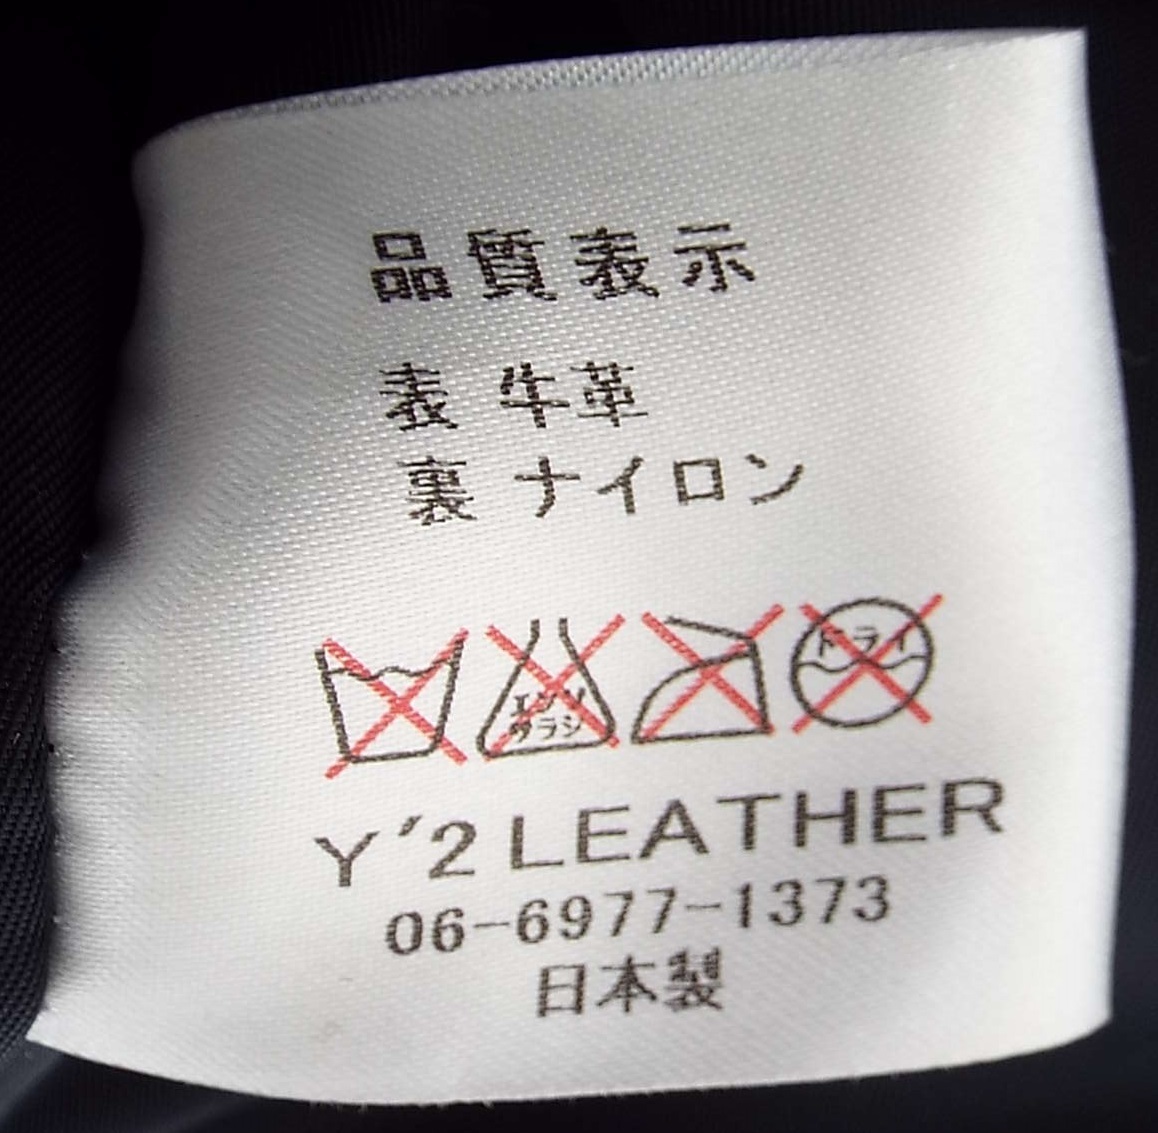 品質表示
表 牛革
裏 ナイロン
エンソ
サラシ
ドライ
Y'2 LEATHER
06-6977-1373
日本製